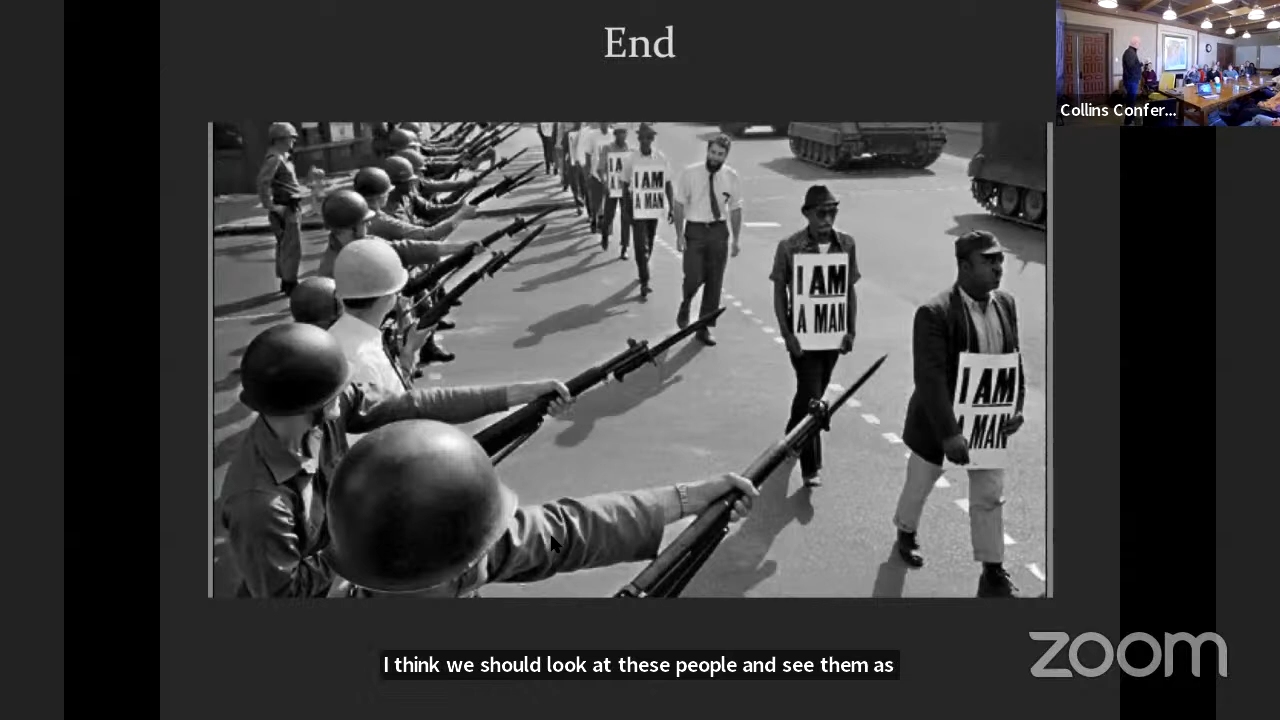 End
Collins Confer...
I A
A M
I AM
A MAN
I AM
A MAN
I AM
A MAN
I think we should look at these people and see them as
zoom